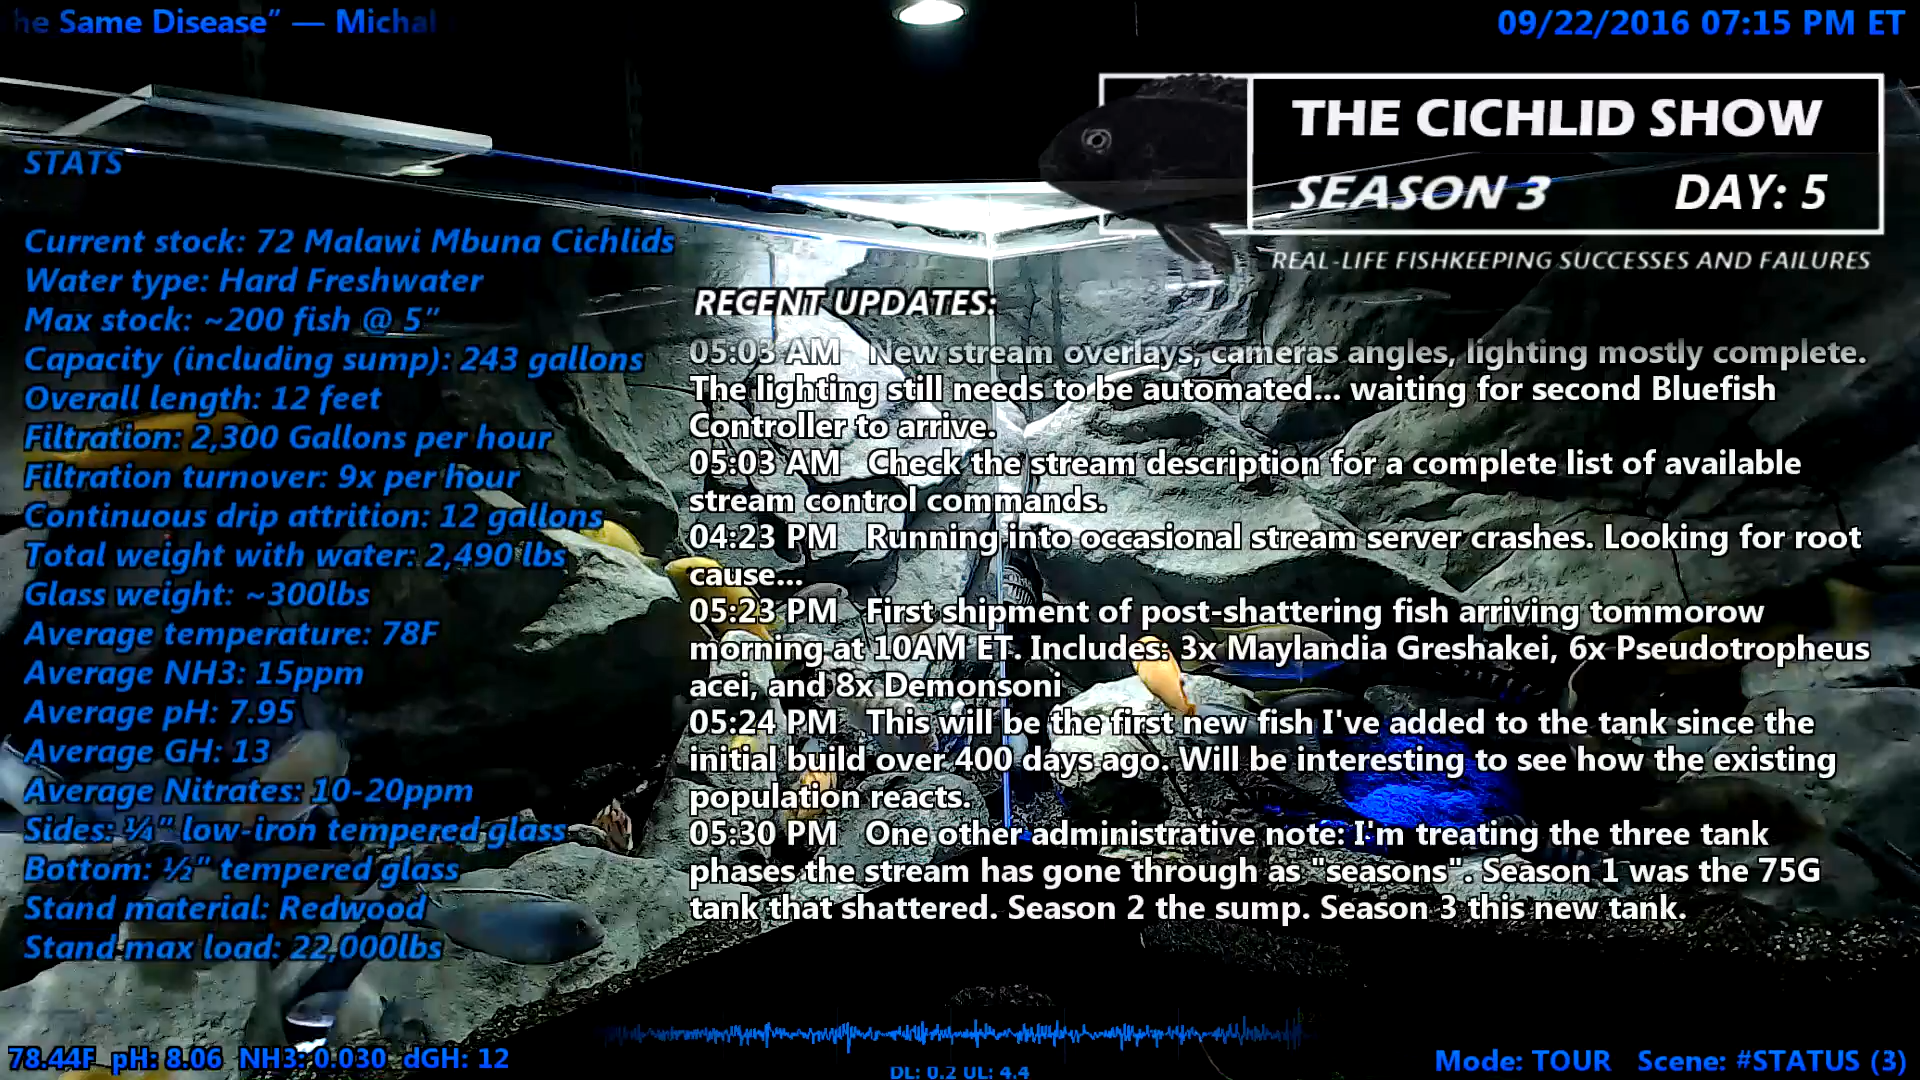 he Same Disease" — Michal
09/22/2016 07:15 PM ET
THE CICHLID SHOW
SEASON 3 DAY: 5
REAL-LIFE FISHKEEPING SUCCESSES AND FAILURES
STATS
Current stock: 72 Malawi Mbuna Cichlids
Water type: Hard Freshwater
Max stock: ~200 fish @ 5"
Capacity (including sump): 243 gallons
Overall length: 12 feet
Filtration: 2,300 Gallons per hour
Filtration turnover: 9x per hour
Continuous drip attrition: 12 gallons
Total weight with water: 2,490 lbs
Glass weight: ~300lbs
Average temperature: 78F
Average NH3: 15ppm
Average pH: 7.95
Average GH: 13
Average Nitrates: 10-20ppm
Sides: ¼" low-iron tempered glass
Bottom: ½" tempered glass
Stand material: Redwood
Stand max load: 22,000lbs
RECENT UPDATES:
05:03 AM New stream overlays, cameras angles, lighting mostly complete.
The lighting still needs to be automated... waiting for second Bluefish
Controller to arrive.
05:03 AM Check the stream description for a complete list of available
stream control commands.
04:23 PM Running into occasional stream server crashes. Looking for root
cause...
05:23 PM First shipment of post-shattering fish arriving tommorow
morning at 10AM ET. Includes: 3x Maylandia Greshakei, 6x Pseudotropheus
acei, and 8x Demonsoni
05:24 PM This will be the first new fish I've added to the tank since the
initial build over 400 days ago. Will be interesting to see how the existing
population reacts.
05:30 PM One other administrative note: I'm treating the three tank
phases the stream has gone through as "seasons". Season 1 was the 75G
tank that shattered. Season 2 the sump. Season 3 this new tank.
78.44F pH: 8.06 NH3: 0.030 dGH: 12
DL: 0.2 UL: 4.4
Mode: TOUR Scene: #STATUS (3)